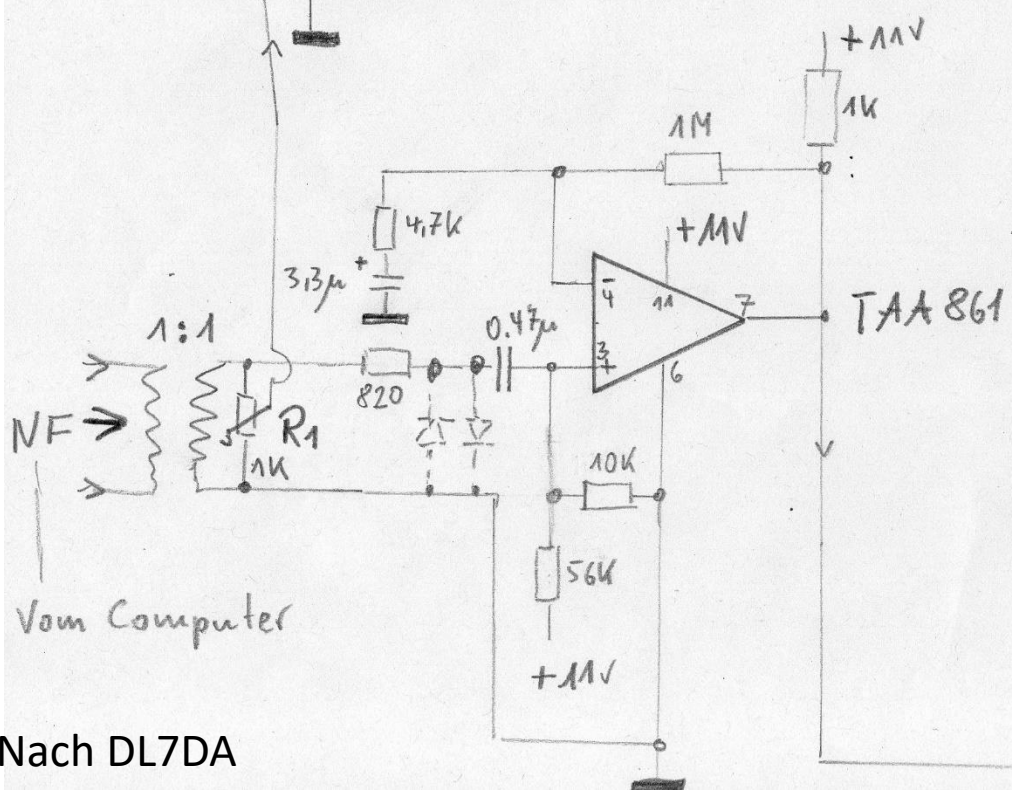 +11V
1K
1M
4,7K
+11V
+
3,3µ
-
4
11
7
TAA 861
1:1
0.47µ
3
+
6
820
NF
R1
1K
10K
56K
Vom Computer
+11V
Nach DL7DA